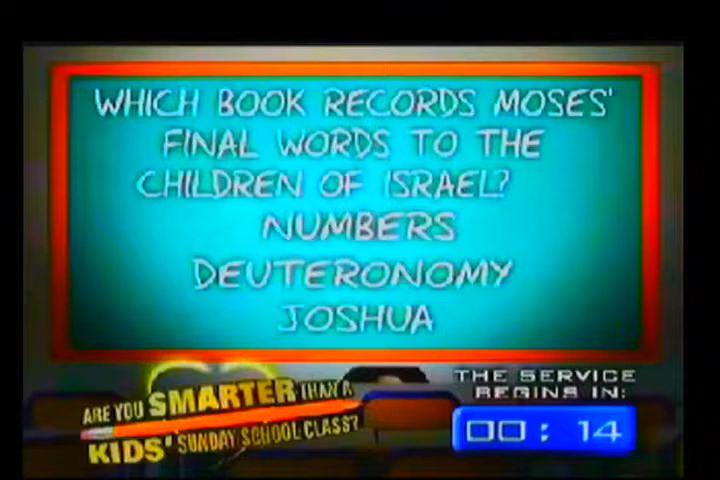 WHICH BOOK RECORDS MOSES'
FINAL WORDS TO THE
CHILDREN OF ISRAEL?
NUMBERS
DEUTERONOMY
JOSHUA
ARE YOU SMARTER THAN A
KIDS' SUNDAY SCHOOL CLASS?
THE SERVICE
BEGINS IN:
00:14